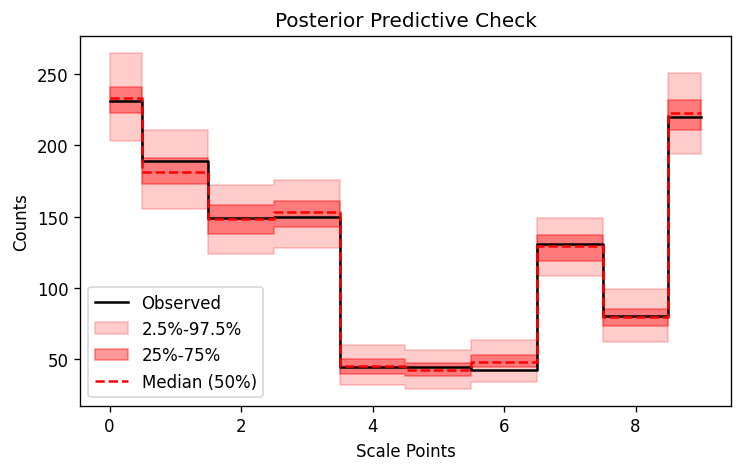 Posterior Predictive Check
250
200
150
100
50
Counts
Observed
2.5%-97.5%
25%-75%
Median (50%)
0
2
4
6
8
Scale Points